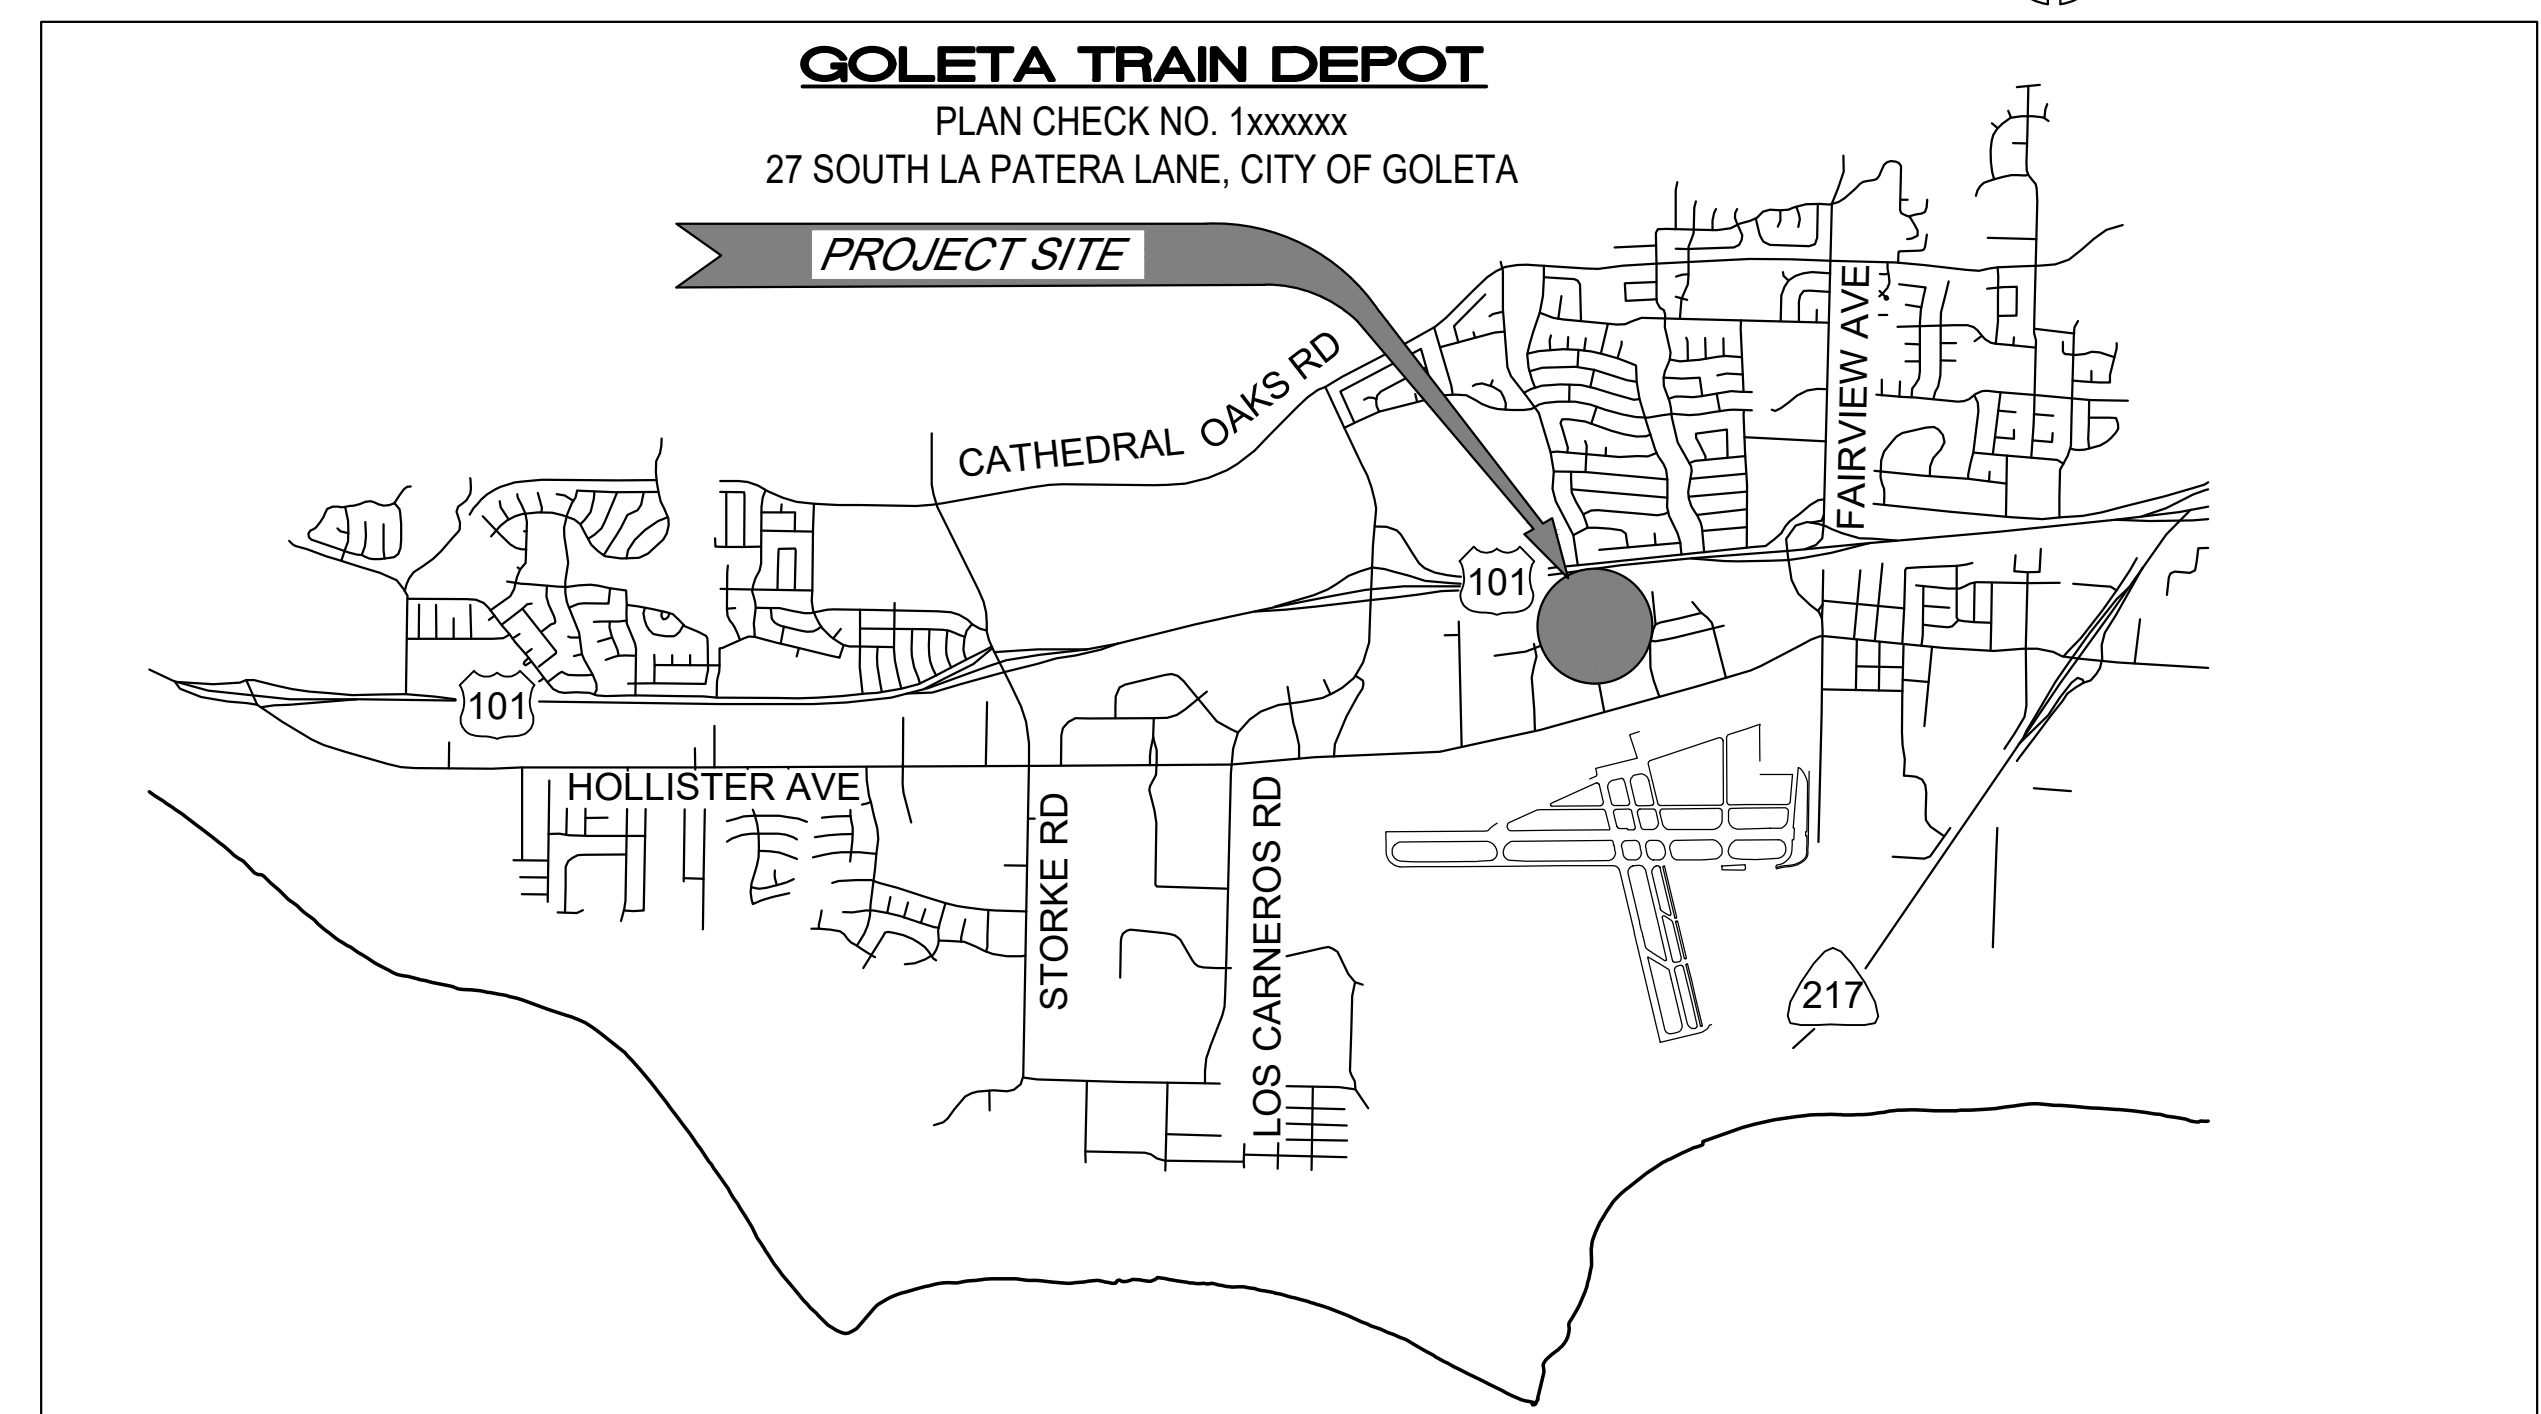 GOLETA TRAIN DEPOT
PLAN CHECK NO. 1xxxxxx
27 SOUTH LA PATERA LANE, CITY OF GOLETA
PROJECT SITE
CATHEDRAL OAKS RD
FAIRVIEW AVE
101
101
HOLLISTER AVE
STORKE RD
LOS CARNEROS RD
217